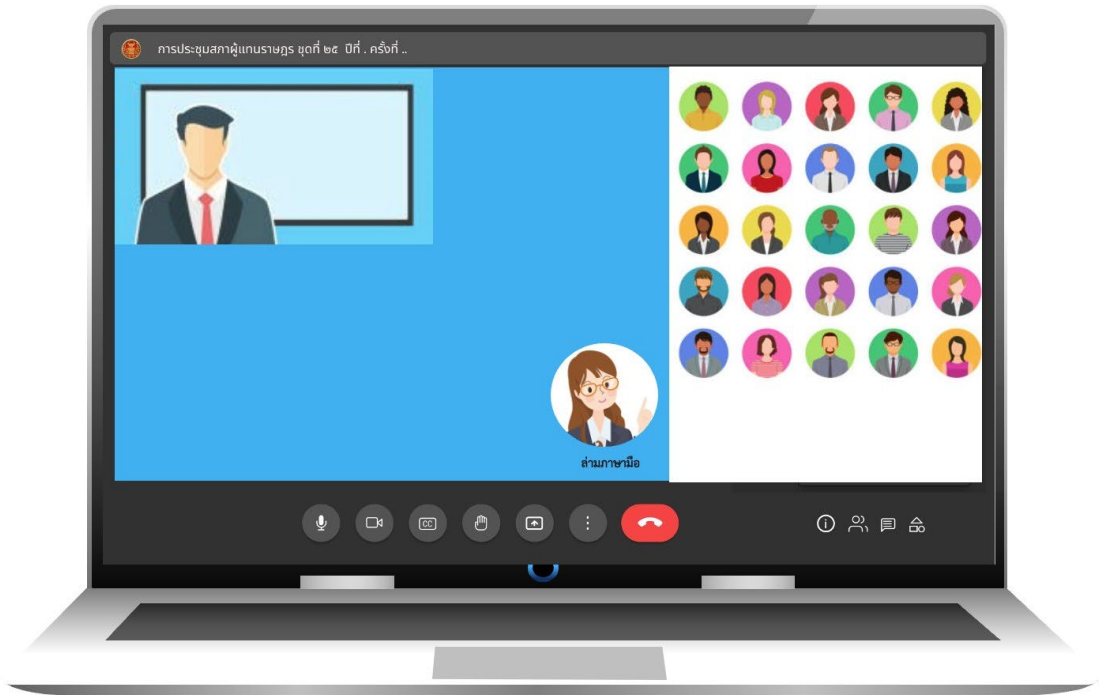 การประชุมสภาผู้แทนราษฎร ชุดที่ ๒๕ ปีที่ . ครั้งที่ ..
ล่ามภาษามือ
CC